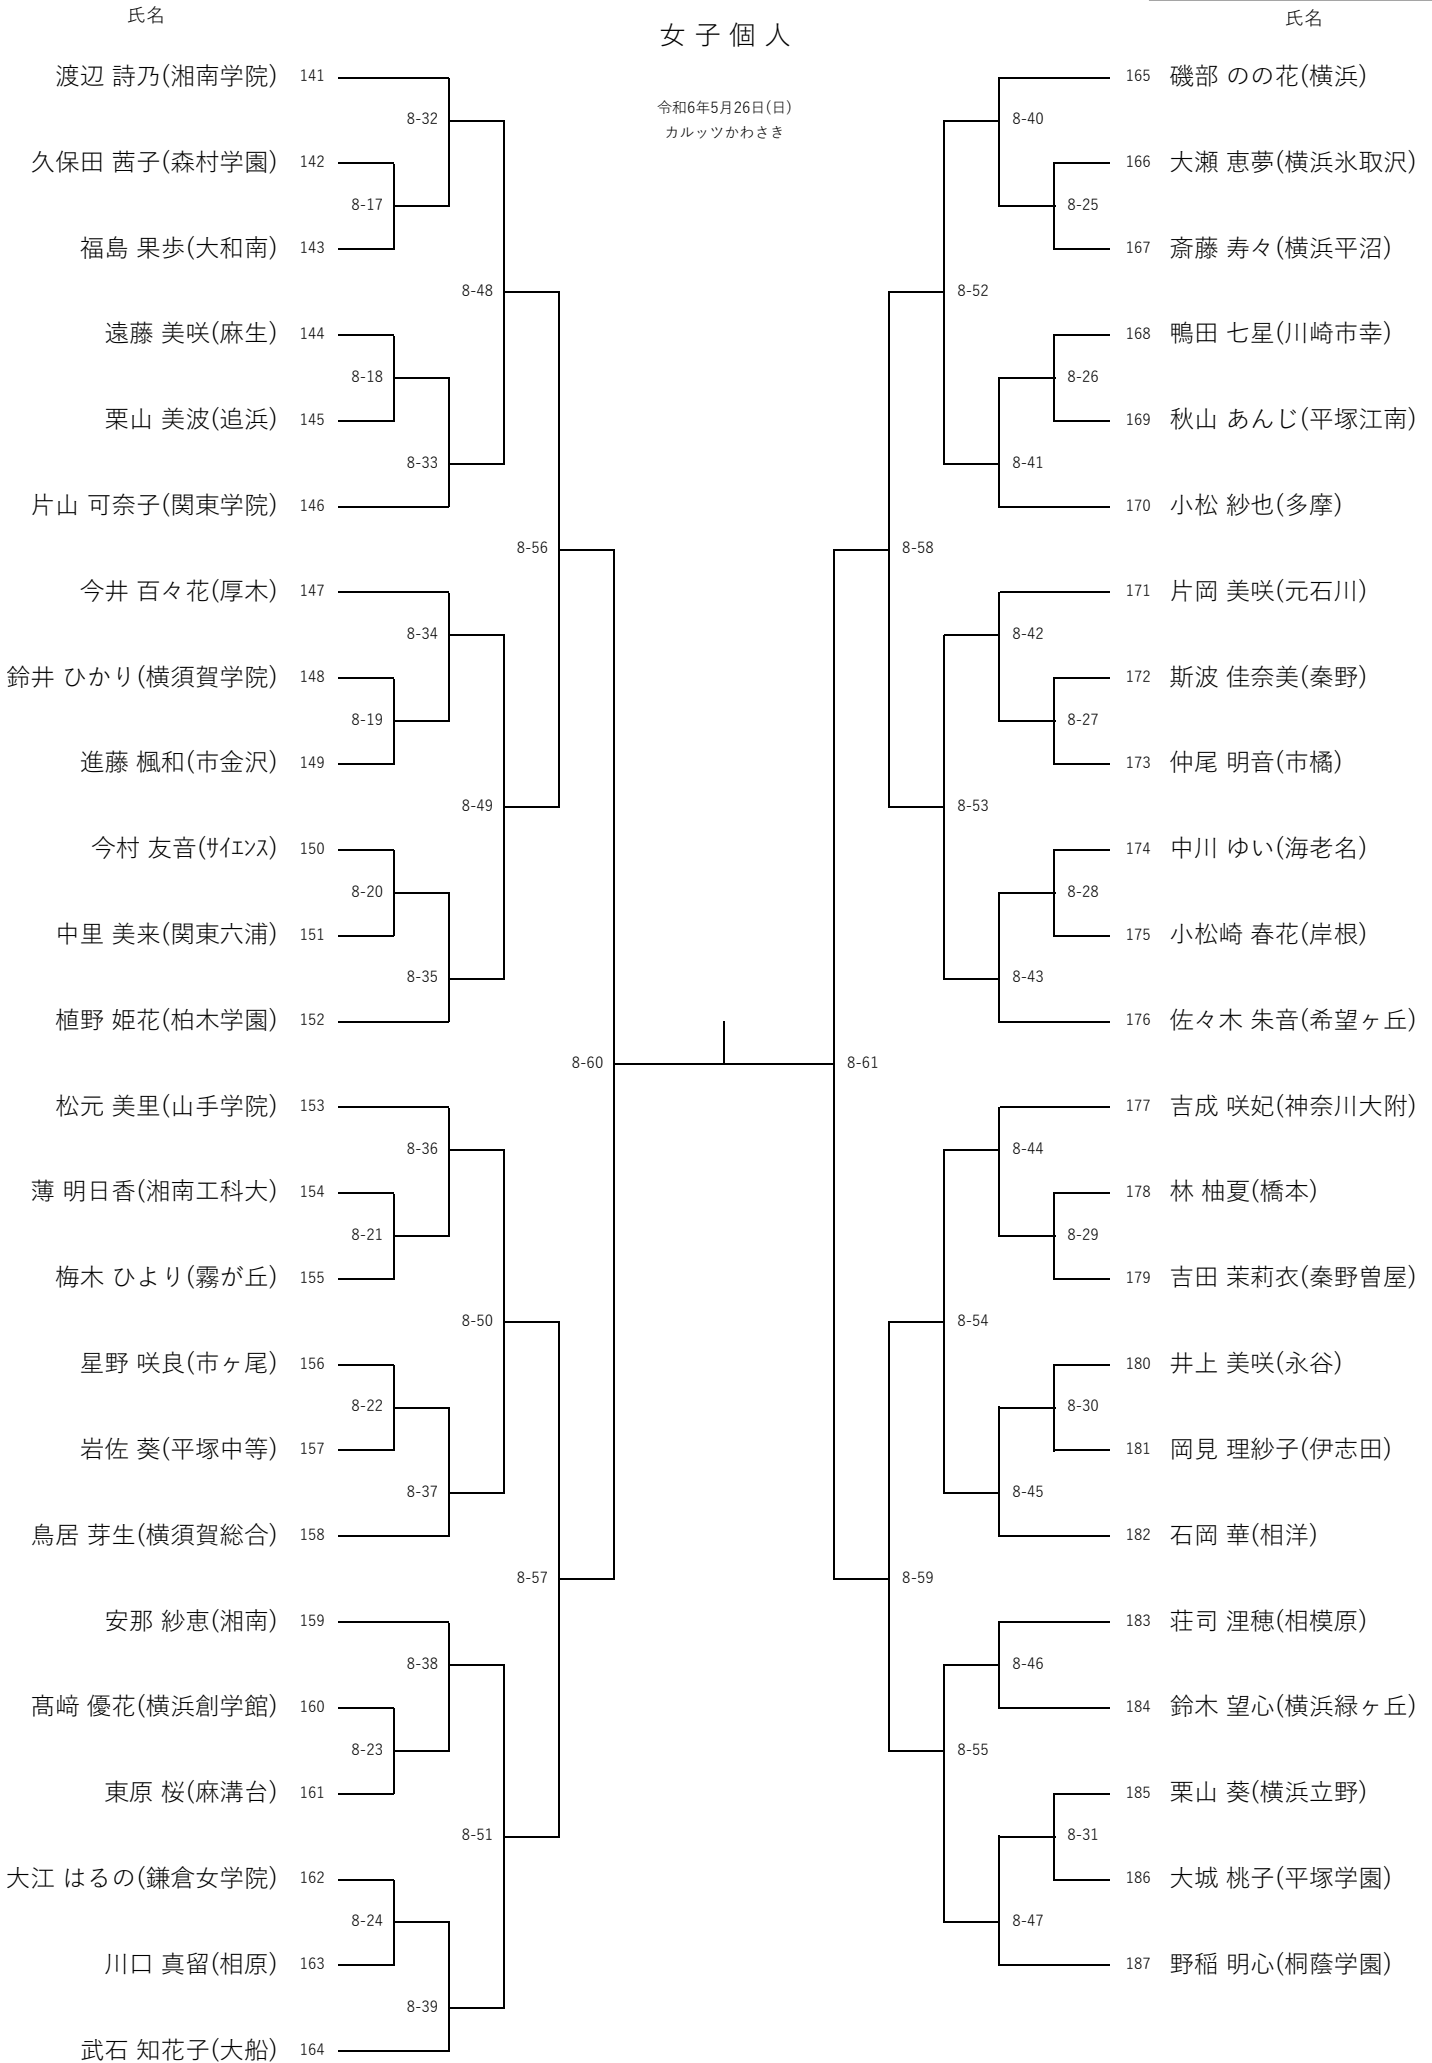 氏名
女子個人
氏名
令和6年5月26日(日)
カルッツかわさき
渡辺 詩乃(湘南学院) 141
8-32
久保田 茜子(森村学園) 142
8-17
福島 果歩(大和南) 143
8-48
遠藤 美咲(麻生) 144
8-18
栗山 美波(追浜) 145
8-33
片山 可奈子(関東学院) 146
8-56
今井 百々花(厚木) 147
8-34
鈴井 ひかり(横須賀学院) 148
8-19
進藤 楓和(市金沢) 149
8-49
今村 友音(ｻｲｴﾝｽ) 150
8-20
中里 美来(関東六浦) 151
8-35
植野 姫花(柏木学園) 152
8-60
松元 美里(山手学院) 153
8-36
薄 明日香(湘南工科大) 154
8-21
梅木 ひより(霧が丘) 155
8-50
星野 咲良(市ヶ尾) 156
8-22
岩佐 葵(平塚中等) 157
8-37
鳥居 芽生(横須賀総合) 158
8-57
安那 紗恵(湘南) 159
8-38
髙﨑 優花(横浜創学館) 160
8-23
東原 桜(麻溝台) 161
8-51
大江 はるの(鎌倉女学院) 162
8-24
川口 真留(相原) 163
8-39
武石 知花子(大船) 164
165 磯部 のの花(横浜)
8-40
166 大瀬 恵夢(横浜氷取沢)
8-25
167 斎藤 寿々(横浜平沼)
8-52
168 鴨田 七星(川崎市幸)
8-26
169 秋山 あんじ(平塚江南)
8-41
170 小松 紗也(多摩)
8-58
171 片岡 美咲(元石川)
8-42
172 斯波 佳奈美(秦野)
8-27
173 仲尾 明音(市橘)
8-53
174 中川 ゆい(海老名)
8-28
175 小松崎 春花(岸根)
8-43
176 佐々木 朱音(希望ヶ丘)
8-61
177 吉成 咲妃(神奈川大附)
8-44
178 林 柚夏(橋本)
8-29
179 吉田 茉莉衣(秦野曽屋)
8-54
180 井上 美咲(永谷)
8-30
181 岡見 理紗子(伊志田)
8-45
182 石岡 華(相洋)
8-59
183 荘司 浬穂(相模原)
8-46
184 鈴木 望心(横浜緑ヶ丘)
8-55
185 栗山 葵(横浜立野)
8-31
186 大城 桃子(平塚学園)
8-47
187 野稲 明心(桐蔭学園)